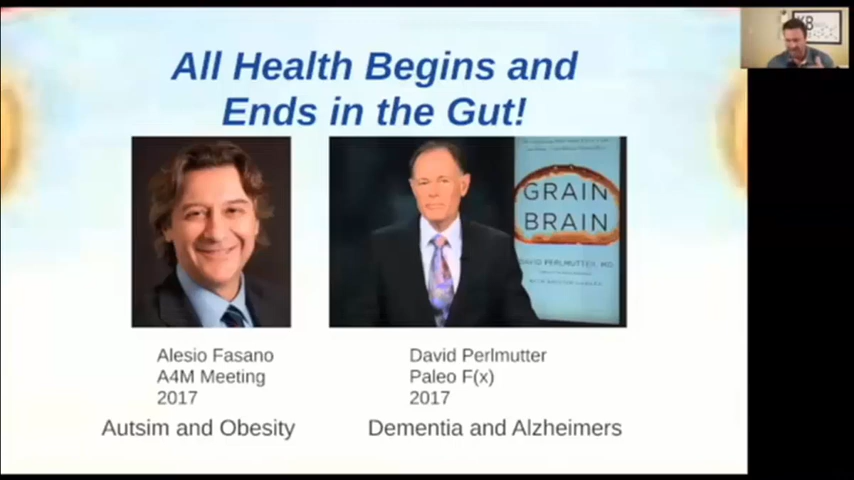 All Health Begins and
Ends in the Gut!
GRAIN
BRAIN
DAVID PERLMUTTER, MD
Alesio Fasano
A4M Meeting
2017
Autsim and Obesity
David Perlmutter
Paleo F(x)
2017
Dementia and Alzheimers